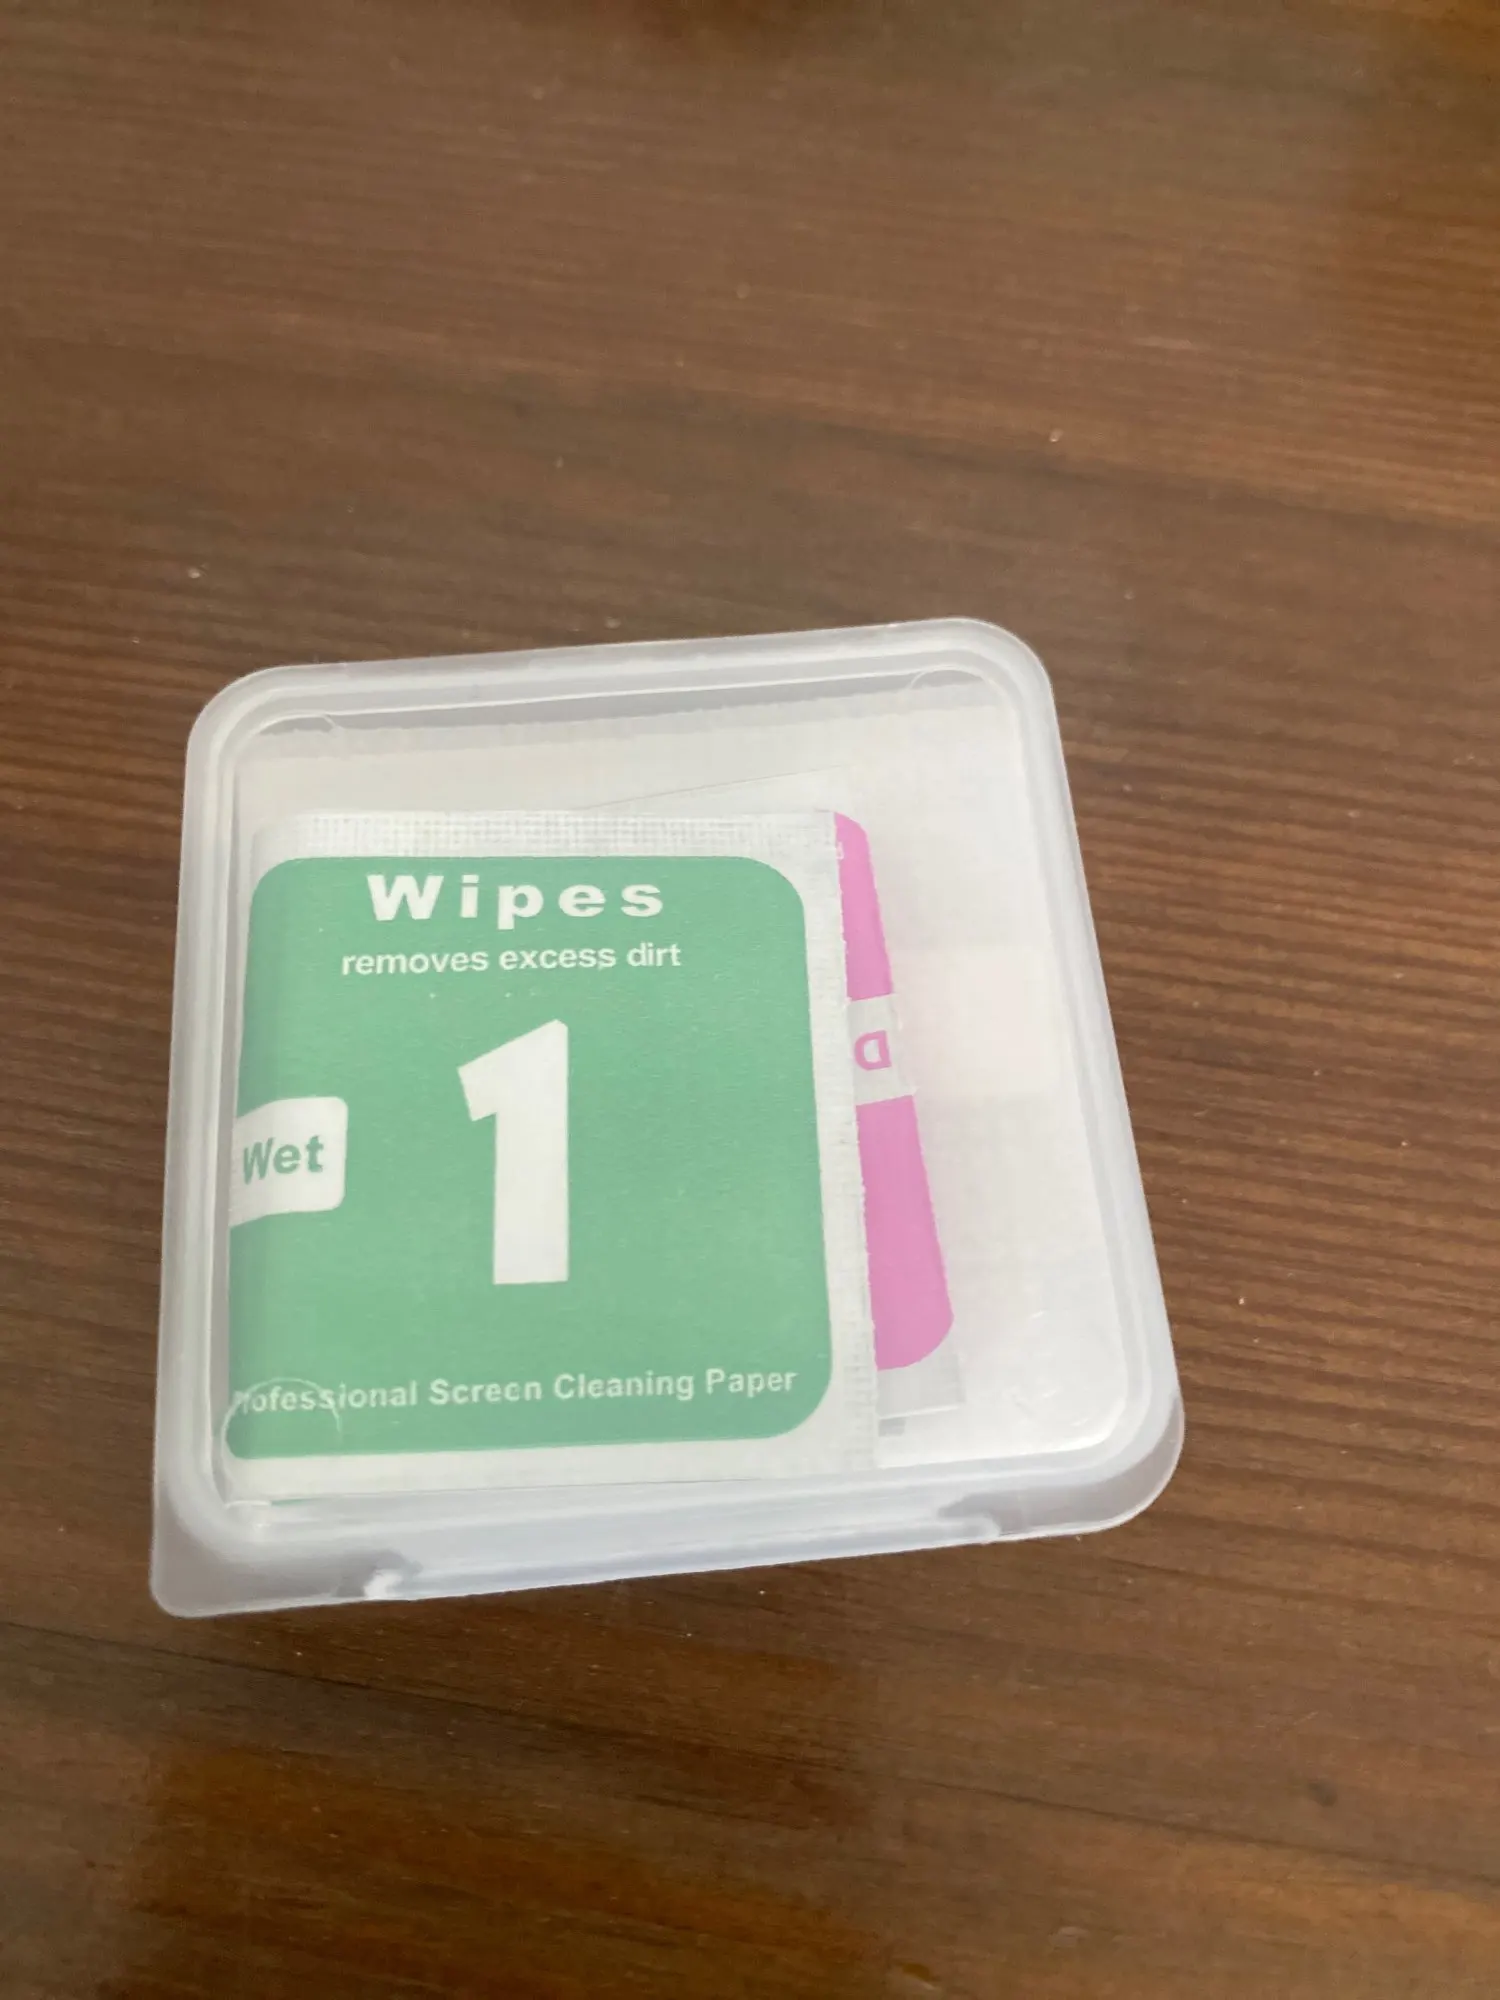 Wipes
removes excess dirt
1
Wet
Professional Screen Cleaning Paper